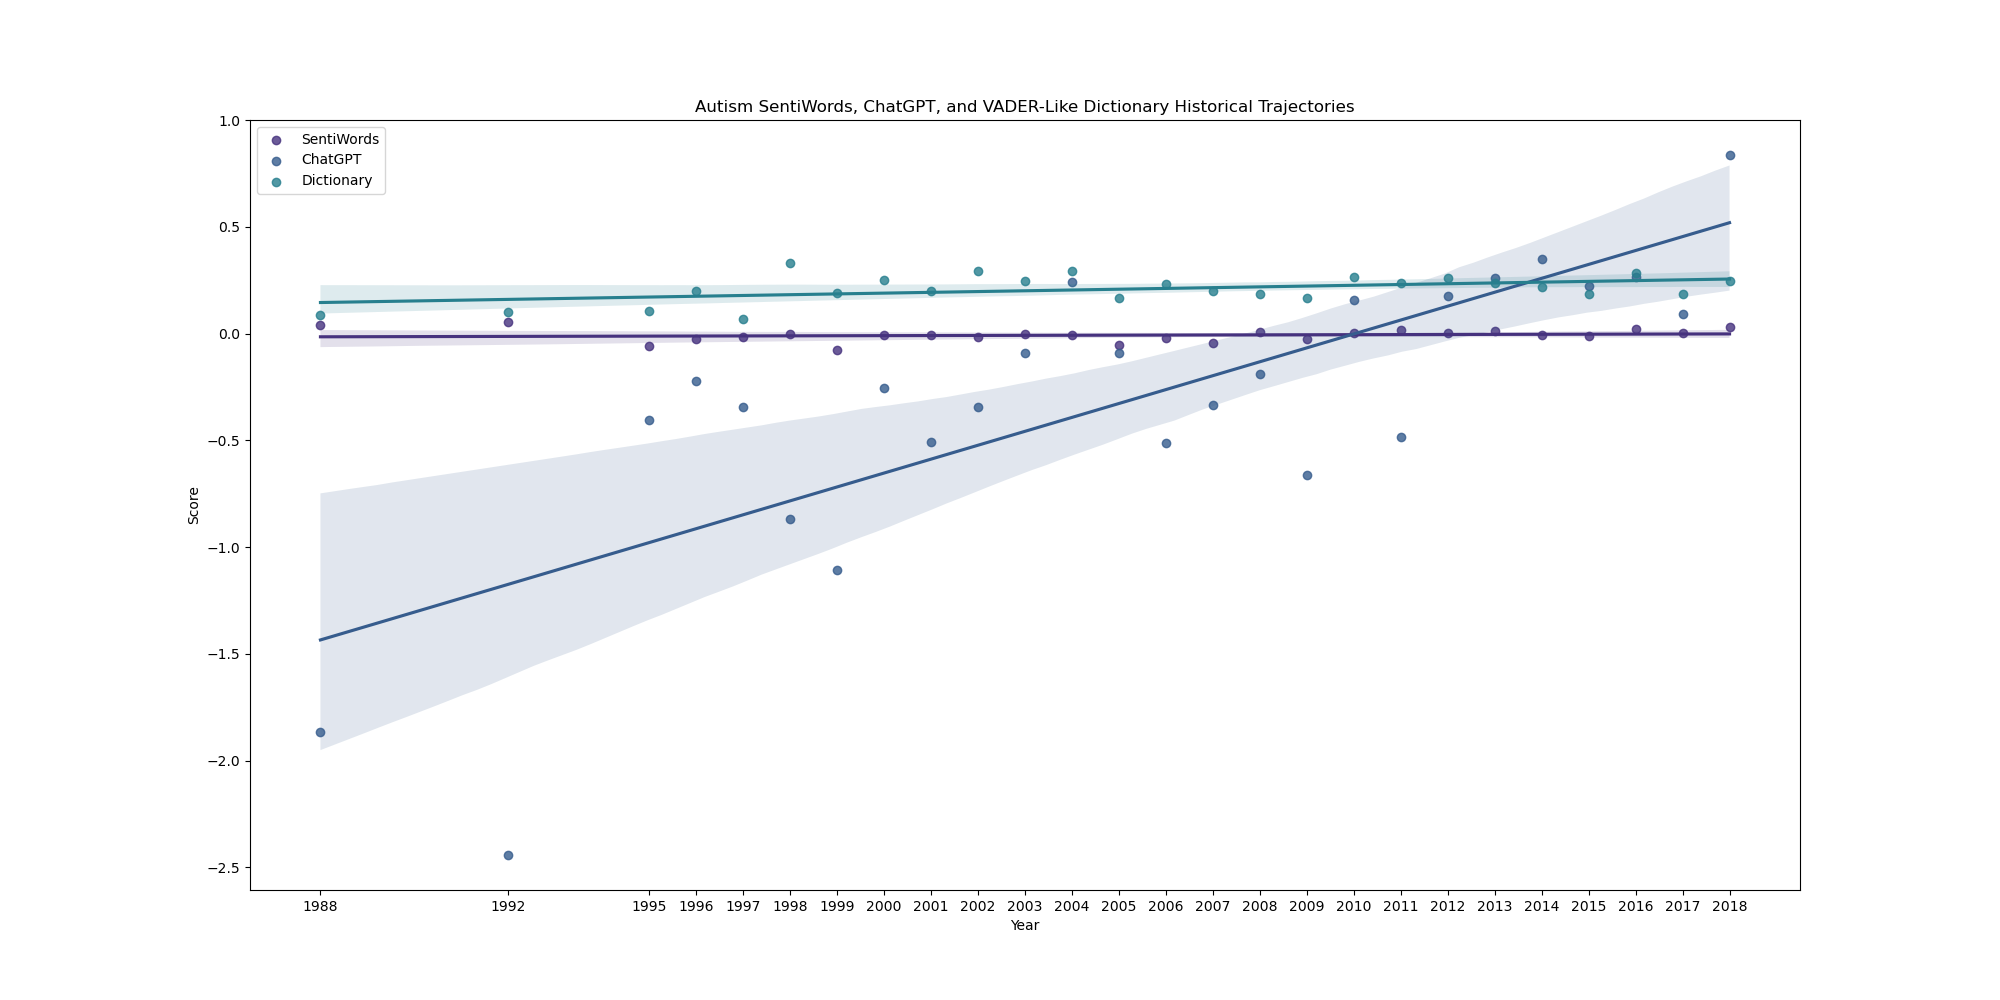 Autism SentiWords, ChatGPT, and VADER-Like Dictionary Historical Trajectories
SentiWords
ChatGPT
Dictionary
1.0
0.5
0.0
−0.5
−1.0
−1.5
−2.0
−2.5
Score
1988 1992 1995 1996 1997 1998 1999 2000 2001 2002 2003 2004 2005 2006 2007 2008 2009 2010 2011 2012 2013 2014 2015 2016 2017 2018
Year